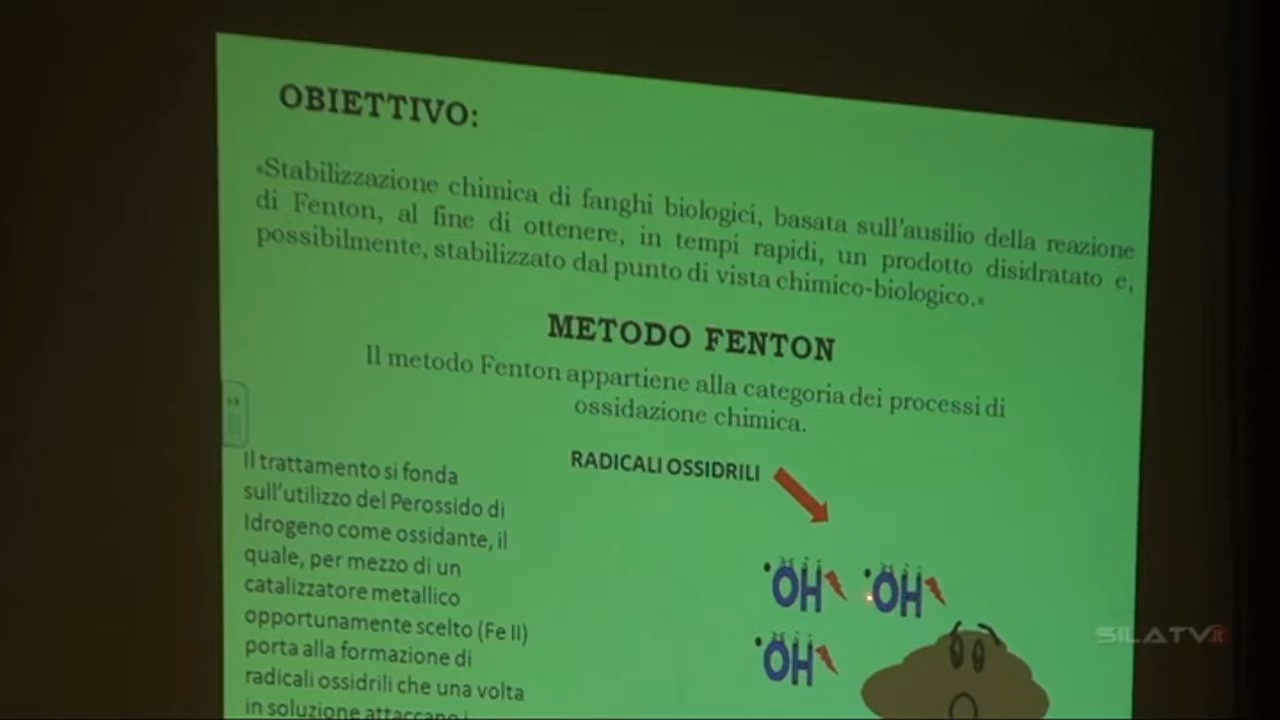 OBIETTIVO:
«Stabilizzazione chimica di fanghi biologici, basata sull'ausilio della reazione
di Fenton, al fine di ottenere, in tempi rapidi, un prodotto disidratato e,
possibilmente, stabilizzato dal punto di vista chimico-biologico.»
METODO FENTON
Il metodo Fenton appartiene alla categoria dei processi di
ossidazione chimica.
RADICALI OSSIDRILI
Il trattamento si fonda
sull'utilizzo del Perossido di
Idrogeno come ossidante, il
quale, per mezzo di un
catalizzatore metallico
opportunamente scelto (Fe II)
porta alla formazione di
radicali ossidrili che una volta
in soluzione attaccano i
•OH •OH
•OH
SILATV.it